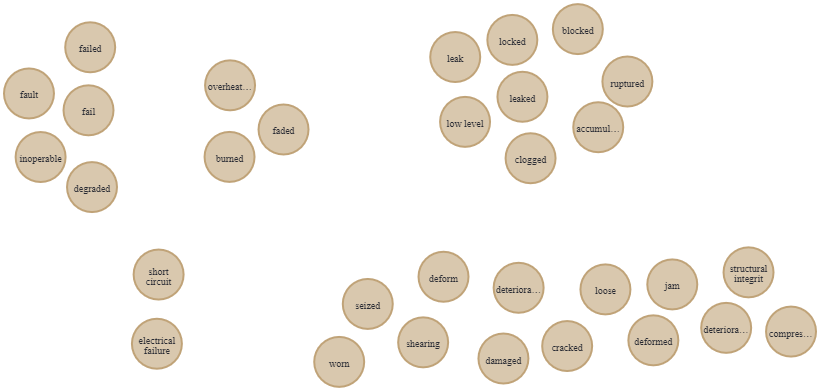 failed
fault
fail
inoperable
degraded
overheat...
faded
burned
leak
locked
blocked
ruptured
leaked
low level
accumul...
clogged
short
circuit
electrical
failure
seized
worn
deform
shearing
deteriora...
damaged
cracked
loose
jam
deformed
structural
integrit
deteriora...
compres...